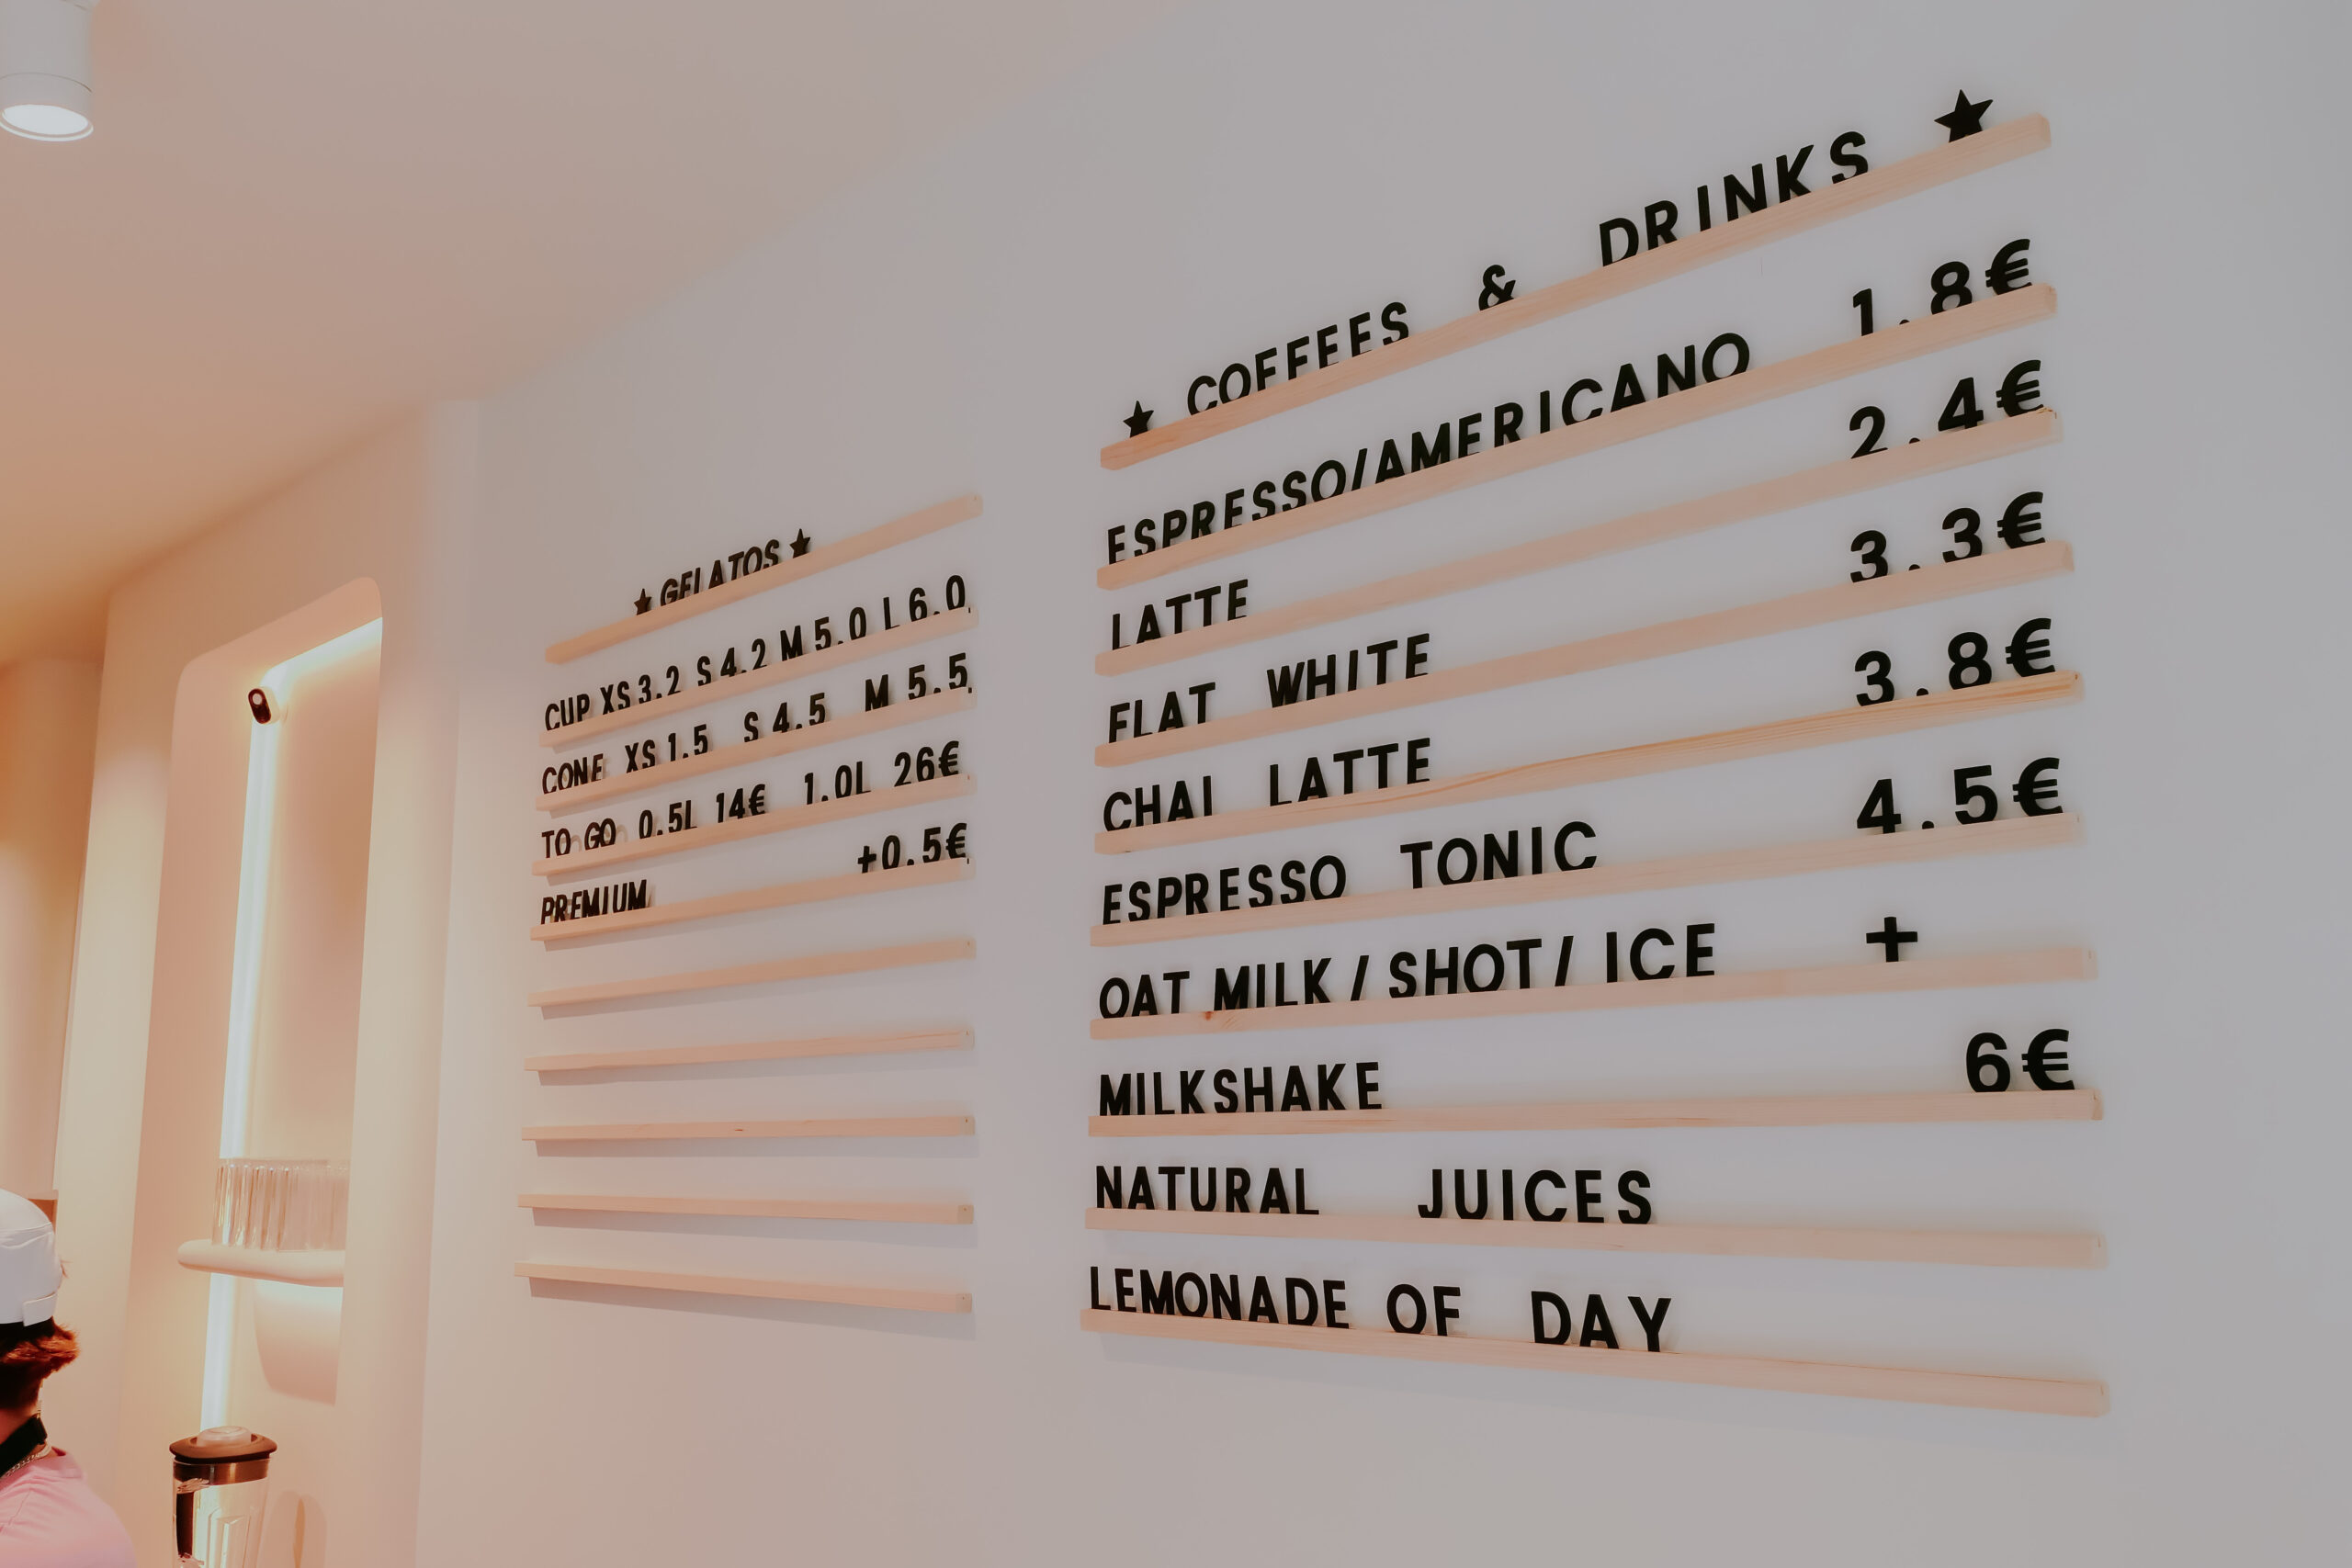 ★ GELATOS ★
CUP XS 3.2 S 4.2 M 5.0 L 6.0
CONE XS 1.5 S 4.5 M 5.5
TO GO 0.5L 14€ 1.0L 26€
PREMIUM +0.5€
★ COFFEES & DRINKS ★
ESPRESSO/AMERICANO 1.8€
LATTE 2.4€
FLAT WHITE 3.3€
CHAI LATTE 3.8€
ESPRESSO TONIC 4.5€
OAT MILK / SHOT / ICE +
MILKSHAKE 6€
NATURAL JUICES
LEMONADE OF DAY